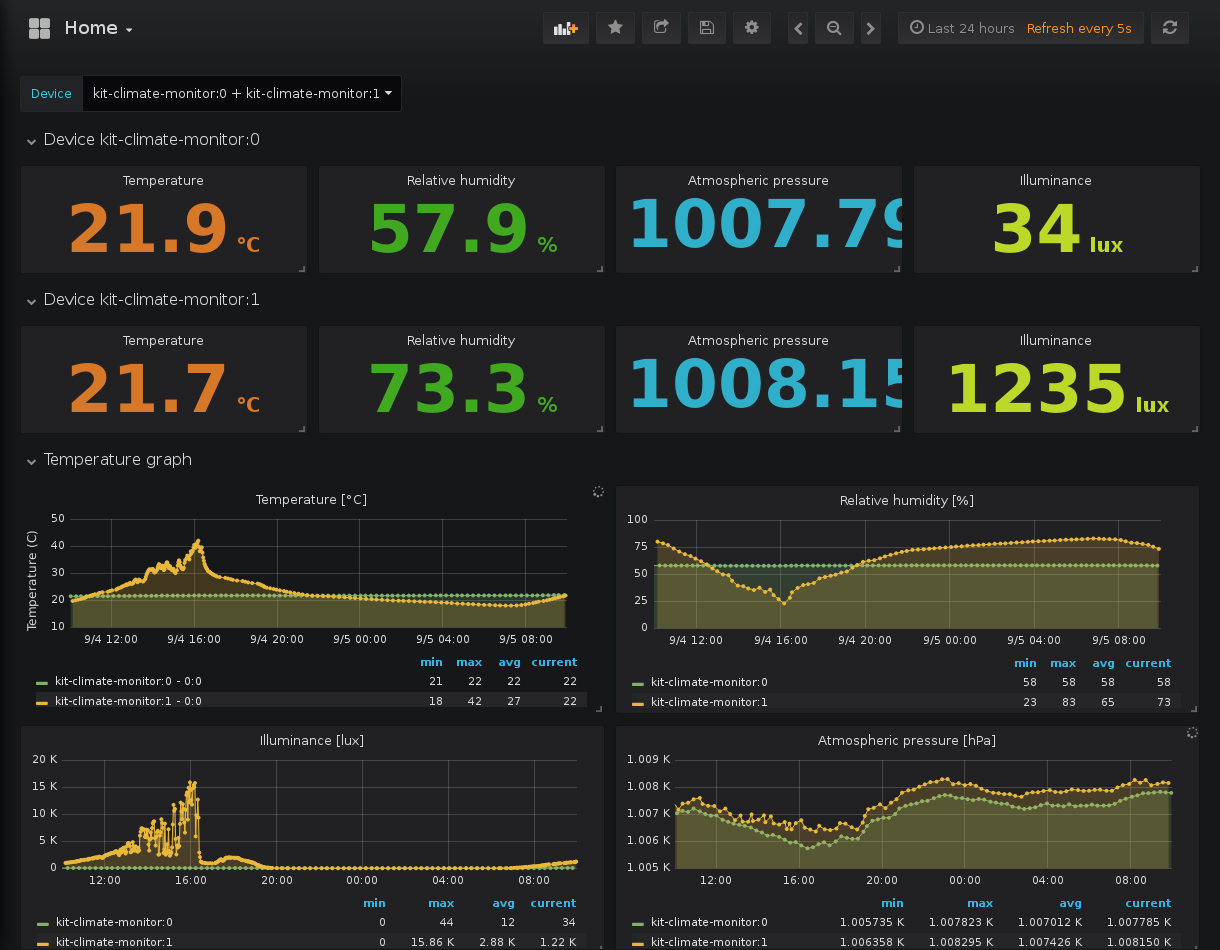 Home
Last 24 hours Refresh every 5s
Device kit-climate-monitor:0 + kit-climate-monitor:1
Device kit-climate-monitor:0
Temperature Relative humidity Atmospheric pressure Illuminance
21.9 °C 57.9 % 1007.79 34 lux
Device kit-climate-monitor:1
Temperature Relative humidity Atmospheric pressure Illuminance
21.7 °C 73.3 % 1008.15 1235 lux
Temperature graph
Temperature [°C]
Temperature (C)
50
40
30
20
10
9/4 12:00 9/4 16:00 9/4 20:00 9/5 00:00 9/5 04:00 9/5 08:00
min max avg current
kit-climate-monitor:0 - 0:0 21 22 22 22
kit-climate-monitor:1 - 0:0 18 42 27 22
Relative humidity [%]
100
75
50
25
0
9/4 12:00 9/4 16:00 9/4 20:00 9/5 00:00 9/5 04:00 9/5 08:00
min max avg current
kit-climate-monitor:0 58 58 58 58
kit-climate-monitor:1 23 83 65 73
Illuminance [lux]
20 K
15 K
10 K
5 K
0
12:00 16:00 20:00 00:00 04:00 08:00
min max avg current
kit-climate-monitor:0 0 44 12 34
kit-climate-monitor:1 0 15.86 K 2.88 K 1.22 K
Atmospheric pressure [hPa]
1.009 K
1.008 K
1.007 K
1.006 K
1.005 K
12:00 16:00 20:00 00:00 04:00 08:00
min max avg current
kit-climate-monitor:0 1.005735 K 1.007823 K 1.007012 K 1.007785 K
kit-climate-monitor:1 1.006358 K 1.008295 K 1.007426 K 1.008150 K